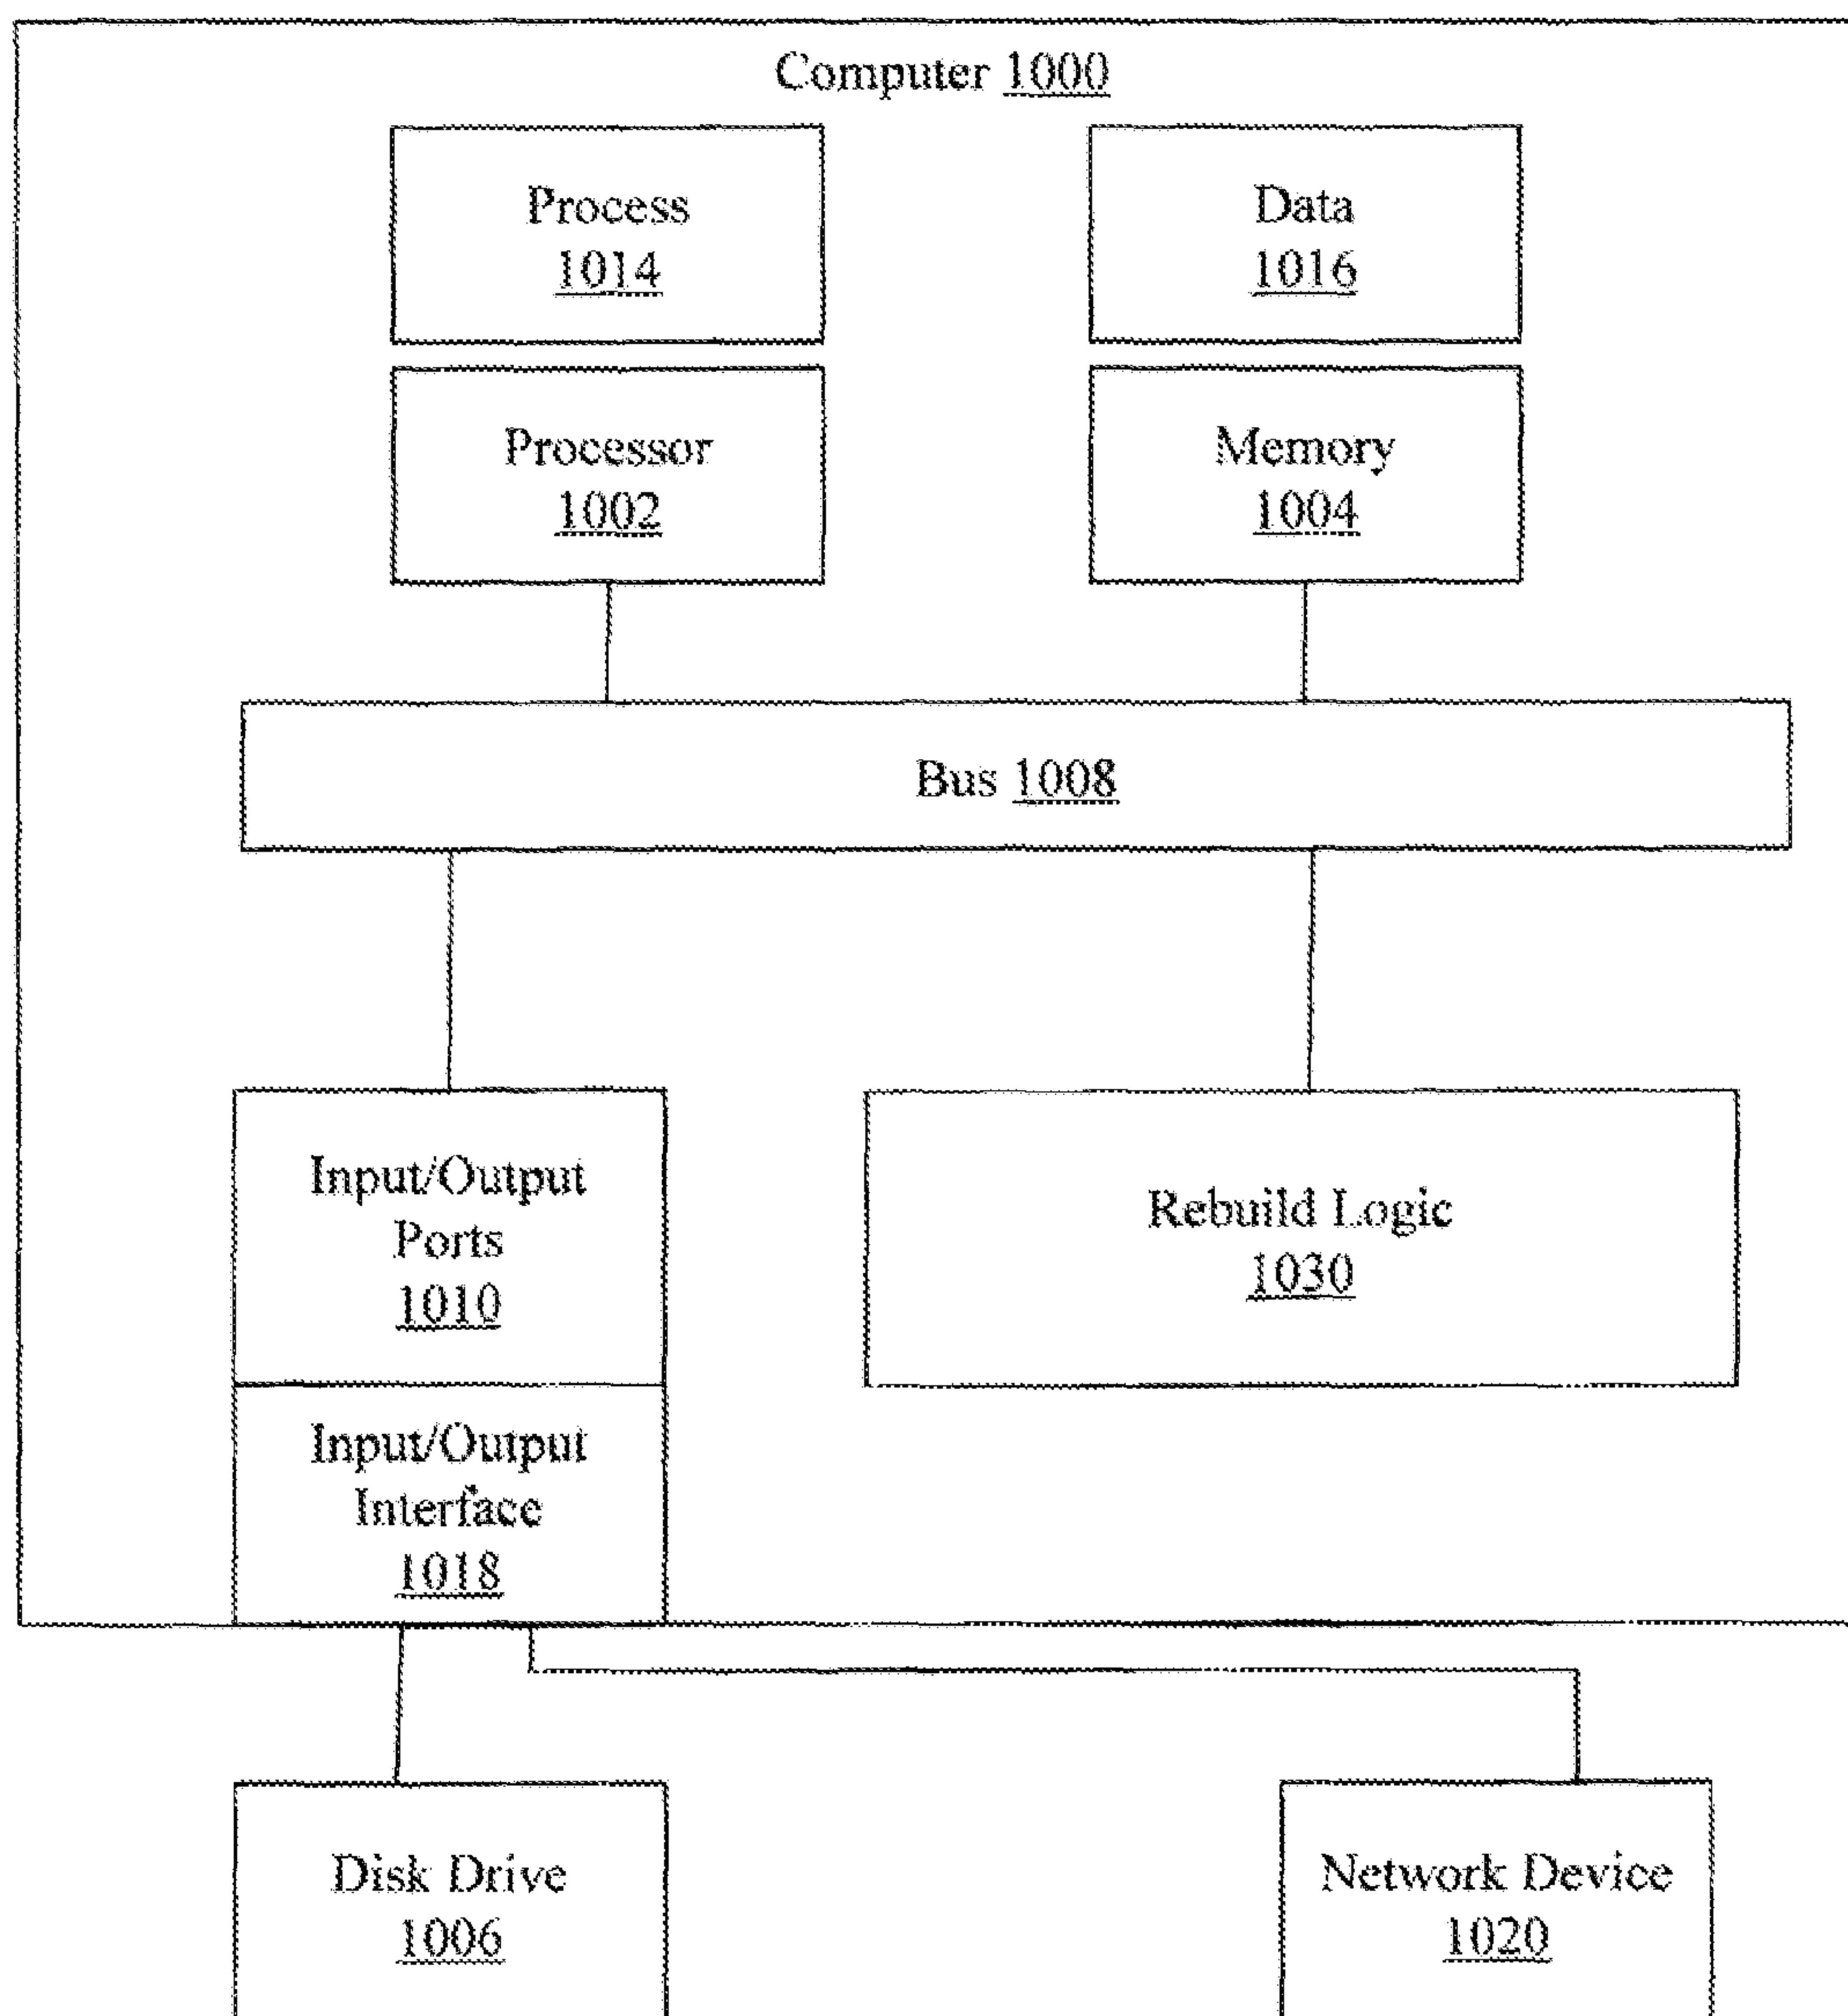 Computer 1000
Process
1014
Data
1016
Processor
1002
Memory
1004
Bus 1008
Input/Output
Ports
1010
Rebuild Logic
1030
Input/Output
Interface
1018
Disk Drive
1006
Network Device
1020